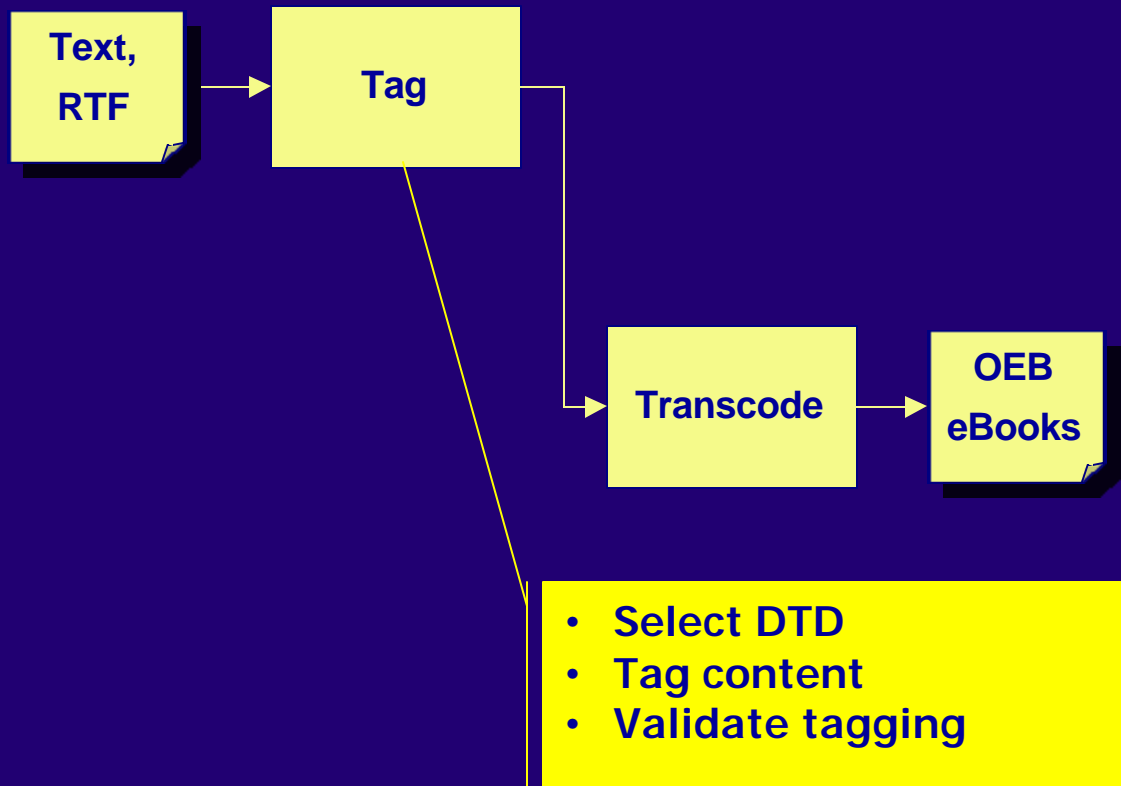 Text,
RTF
Tag
Transcode
OEB
eBooks
• Select DTD
• Tag content
• Validate tagging